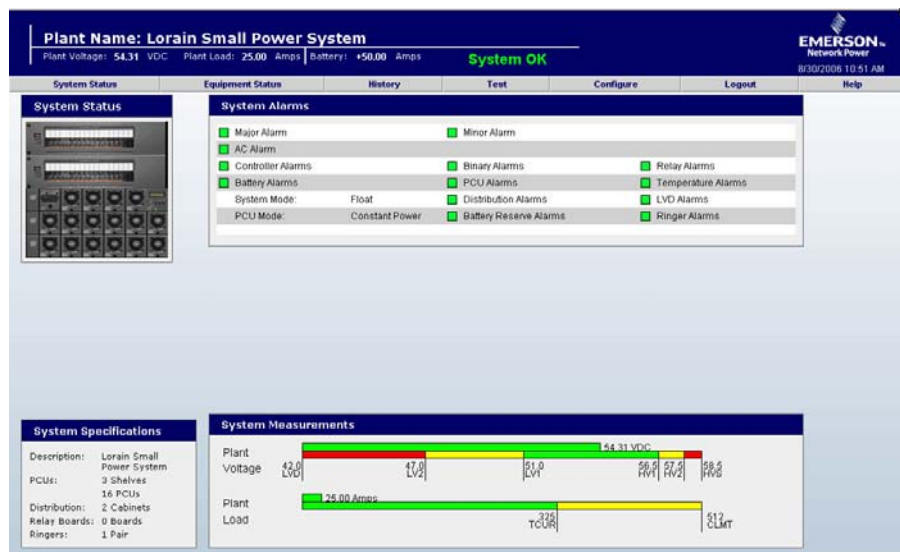 Plant Name: Lorain Small Power System
Plant Voltage: 54.31 VDC Plant Load: 25.00 Amps Battery: +50.00 Amps
System OK
EMERSON
Network Power
8/30/2006 10:51 AM
System Status Equipment Status History Test Configure Logout Help
System Status
System Alarms
Major Alarm Minor Alarm
AC Alarm
Controller Alarms Binary Alarms Relay Alarms
Battery Alarms PCU Alarms Temperature Alarms
System Mode: Float Distribution Alarms LVD Alarms
PCU Mode: Constant Power Battery Reserve Alarms Ringer Alarms
System Specifications
Description: Lorain Small
Power System
PCUs: 3 Shelves
16 PCUs
Distribution: 2 Cabinets
Relay Boards: 0 Boards
Ringers: 1 Pair
System Measurements
Plant
Voltage
54.31 VDC
42.0 47.0 51.0 56.5 57.5 58.5
LVD LV2 LV1 HV1 HV2 HVS
Plant
Load
25.00 Amps
325 512
TCUR CLMT